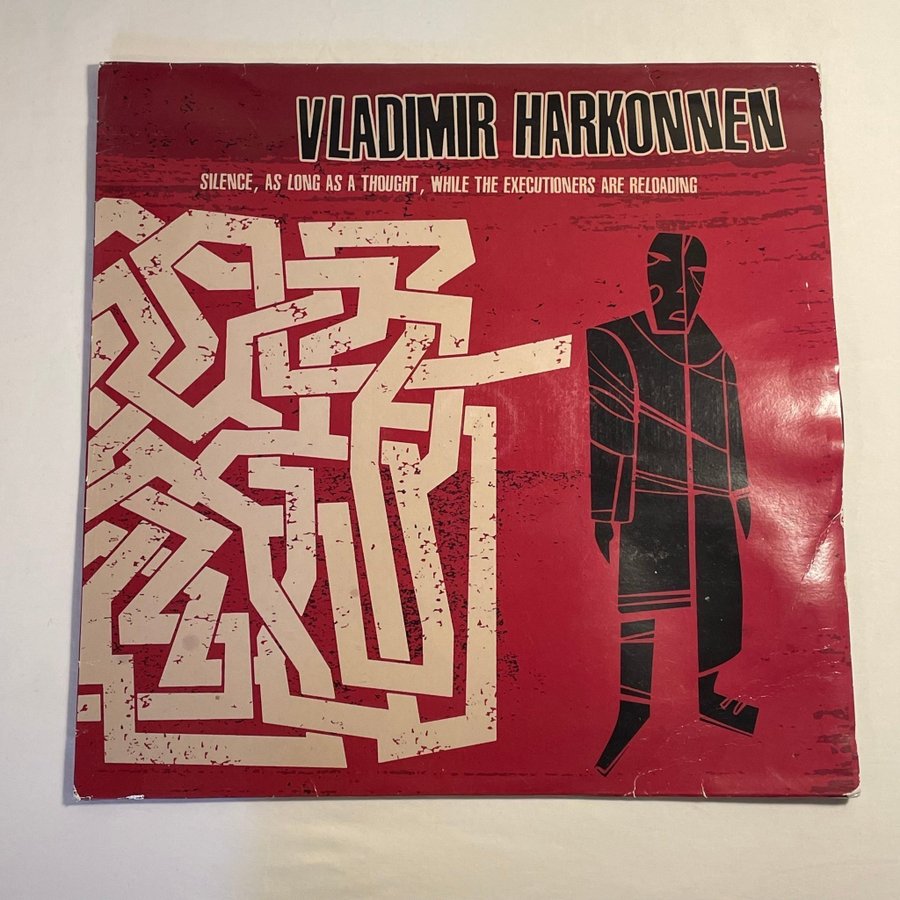 VLADIMIR HARKONNEN
SILENCE, AS LONG AS A THOUGHT, WHILE THE EXECUTIONERS ARE RELOADING